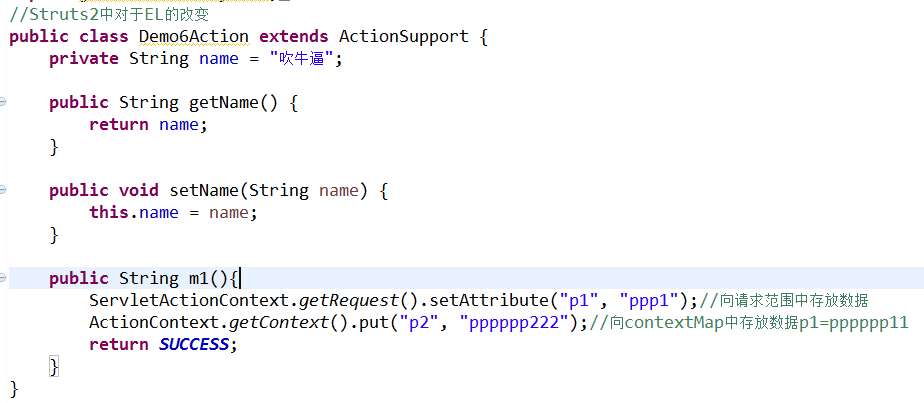 //Struts2中对于EL的改变
public class Demo6Action extends ActionSupport {
    private String name = "吹牛逼";

    public String getName() {
        return name;
    }

    public void setName(String name) {
        this.name = name;
    }

    public String m1(){
        ServletActionContext.getRequest().setAttribute("p1", "ppp1");//向请求范围中存放数据
        ActionContext.getContext().put("p2", "pppppp222");//向contextMap中存放数据p1=pppppp11
        return SUCCESS;
    }
}